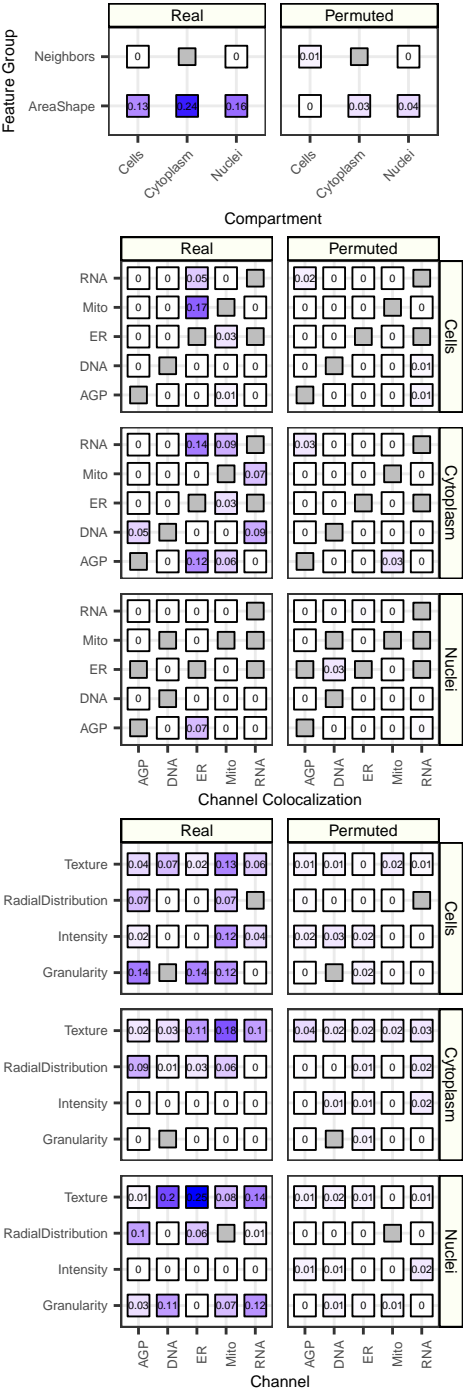 Real Permuted
Feature Group
Neighbors 0 0 0.01 0
AreaShape 0.13 0.24 0.16 0 0.03 0.04
Cells Cytoplasm Nuclei Cells Cytoplasm Nuclei
Compartment
Real Permuted
RNA 0 0 0.05 0 0.02 0 0 0
Mito 0 0 0.17 0 0 0 0 0
ER 0 0 0.03 0 0 0
DNA 0 0 0 0 0 0 0 0.01
AGP 0 0 0.01 0 0 0 0 0.01
Cells
RNA 0 0 0.14 0.09 0.03 0 0 0
Mito 0 0 0 0.07 0 0 0 0
ER 0 0 0.03 0 0 0
DNA 0.05 0 0 0.09 0 0 0 0
AGP 0 0.12 0.06 0 0 0 0.03 0
Cytoplasm
RNA 0 0 0 0 0 0 0 0
Mito 0 0 0 0
ER 0 0 0.03 0
DNA 0 0 0 0 0 0 0 0
AGP 0 0.07 0 0 0 0 0 0
Nuclei
AGP DNA ER Mito RNA AGP DNA ER Mito RNA
Channel Colocalization
Real Permuted
Texture 0.04 0.07 0.02 0.13 0.06 0.01 0.01 0 0.02 0.01
RadialDistribution 0.07 0 0 0.07 0 0 0 0
Intensity 0.02 0 0 0.12 0.04 0.02 0.03 0.02 0 0
Granularity 0.14 0.14 0.12 0 0 0.02 0 0
Cells
Texture 0.02 0.03 0.11 0.18 0.1 0.04 0.02 0.02 0.02 0.03
RadialDistribution 0.09 0.01 0.03 0.06 0 0 0 0.01 0 0.02
Intensity 0 0 0 0 0 0 0.01 0.01 0 0.02
Granularity 0 0 0 0 0 0.01 0 0
Cytoplasm
Texture 0.01 0.2 0.25 0.08 0.14 0.01 0.02 0.01 0 0.01
RadialDistribution 0.1 0 0.06 0.01 0 0 0 0
Intensity 0 0 0 0 0 0.01 0.01 0 0 0.02
Granularity 0.03 0.11 0 0.07 0.12 0 0.01 0 0.01 0
Nuclei
AGP DNA ER Mito RNA AGP DNA ER Mito RNA
Channel